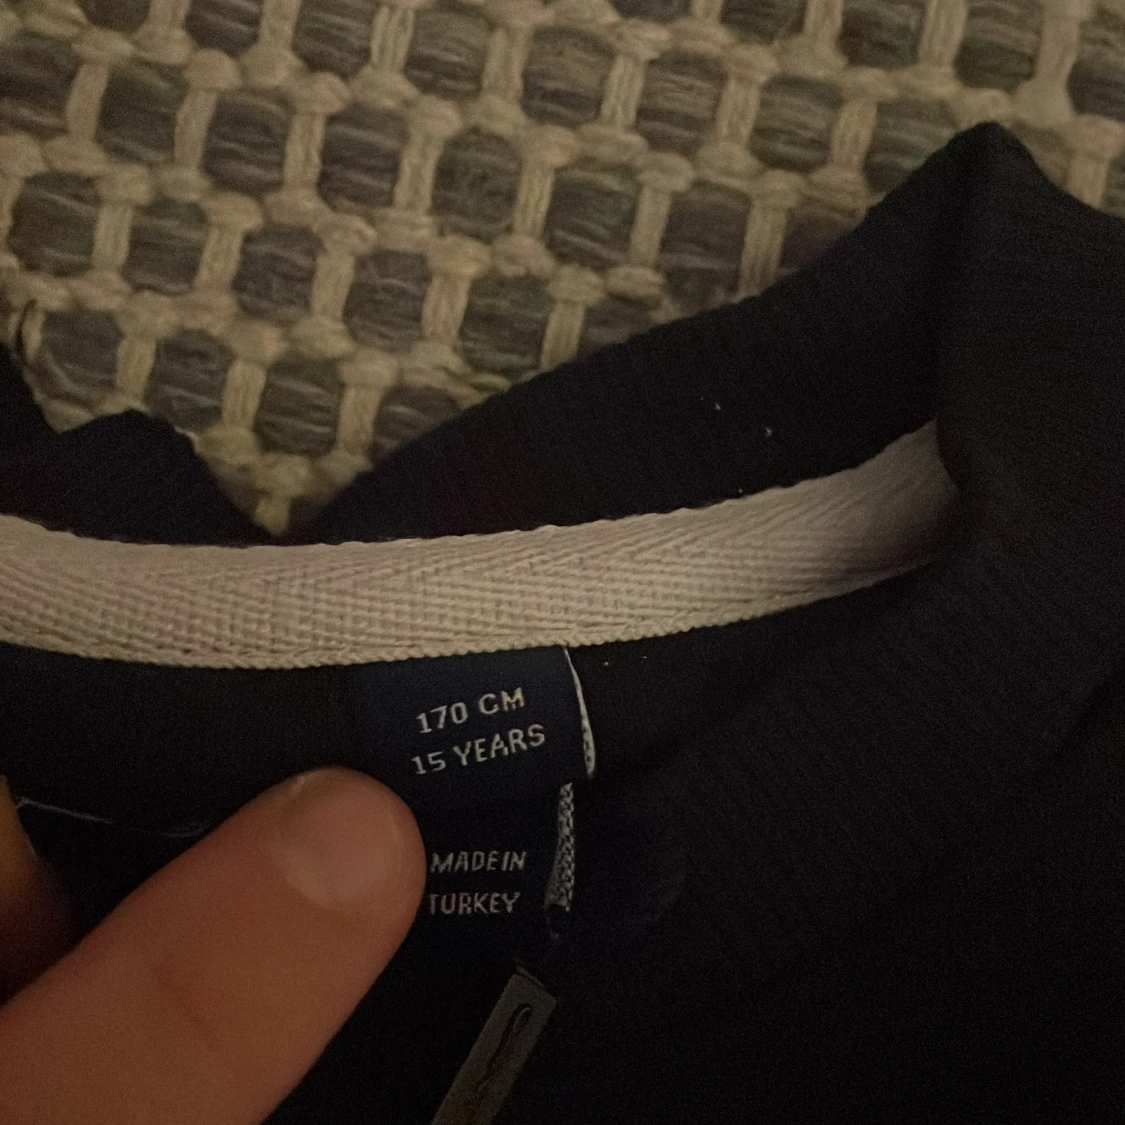 170 CM
15 YEARS
MADE IN
TURKEY